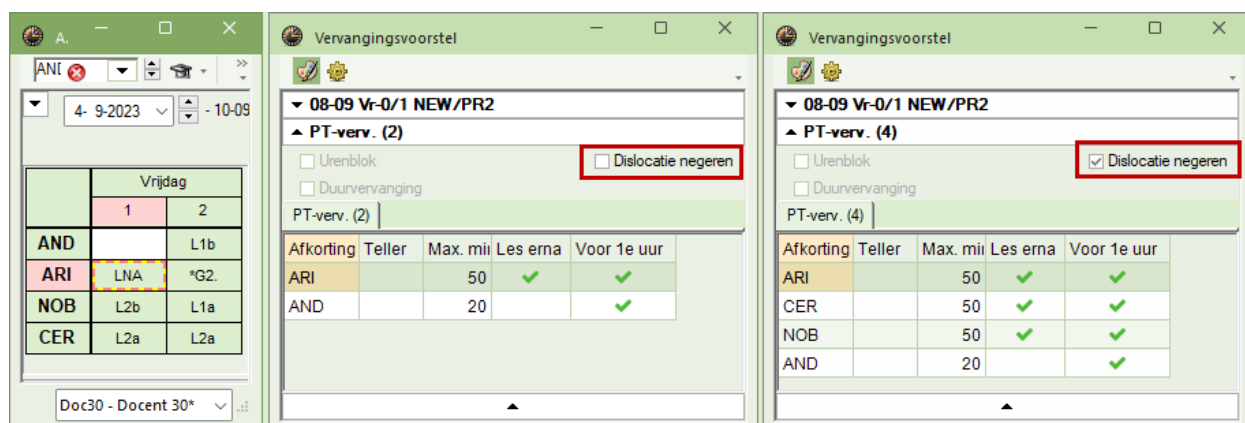 A.
ANI
4- 9-2023 - 10-09
Vrijdag
1 2
AND L1b
ARI LNA *G2.
NOB L2b L1a
CER L2a L2a
Doc30 - Docent 30*
Vervangingsvoorstel
08-09 Vr-0/1 NEW/PR2
PT-verv. (2)
Urenblok Dislocatie negeren
Duurvervanging
PT-verv. (2)
Afkorting Teller Max. mii Les erna Voor 1e uur
ARI 50
AND 20
Vervangingsvoorstel
08-09 Vr-0/1 NEW/PR2
PT-verv. (4)
Urenblok Dislocatie negeren
Duurvervanging
PT-verv. (4)
Afkorting Teller Max. mii Les erna Voor 1e uur
ARI 50
CER 50
NOB 50
AND 20